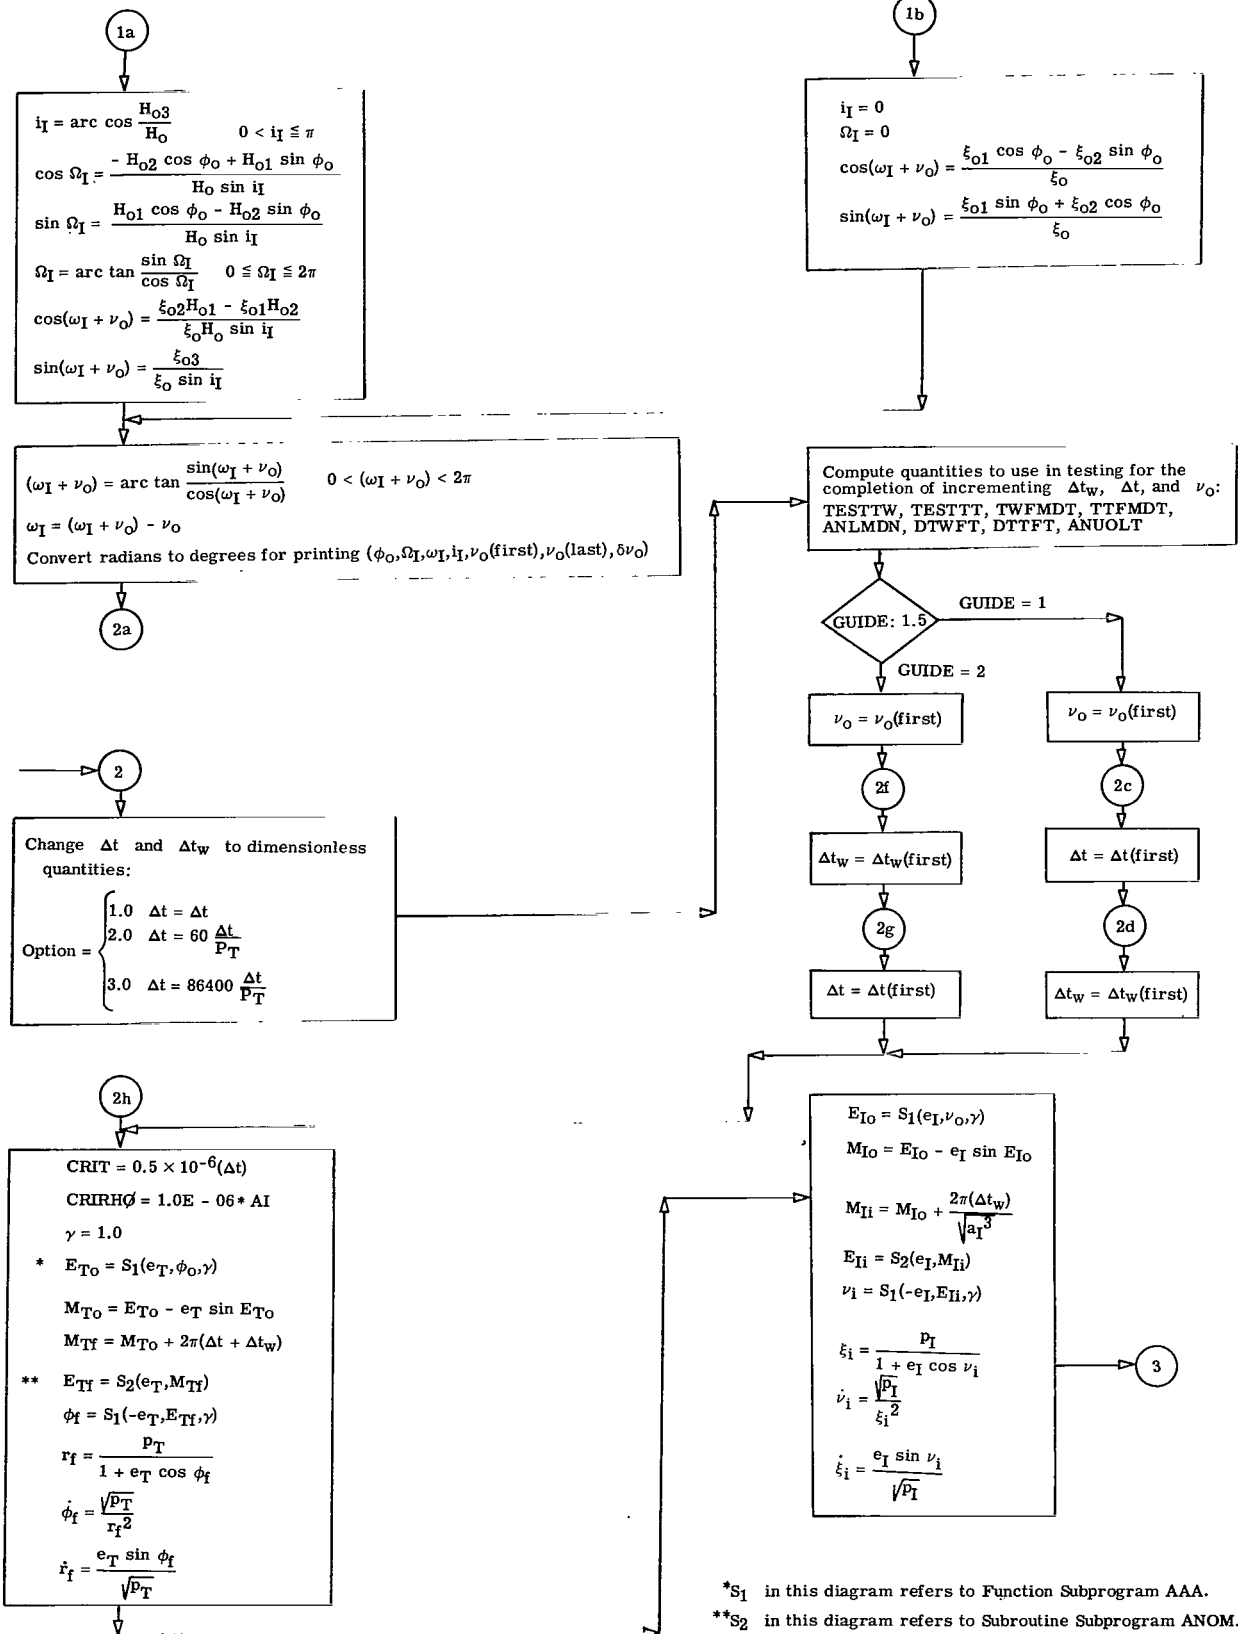 1a
i_I = arc cos H_o3 / H_o    0 < i_I ≦ π
cos Ω_I = (- H_o2 cos φ_o + H_o1 sin φ_o) / (H_o sin i_I)
sin Ω_I = (H_o1 cos φ_o - H_o2 sin φ_o) / (H_o sin i_I)
Ω_I = arc tan (sin Ω_I / cos Ω_I)    0 ≦ Ω_I ≦ 2π
cos(ω_I + ν_o) = (ξ_o2 H_o1 - ξ_o1 H_o2) / (ξ_o H_o sin i_I)
sin(ω_I + ν_o) = ξ_o3 / (ξ_o sin i_I)
(ω_I + ν_o) = arc tan (sin(ω_I + ν_o) / cos(ω_I + ν_o))    0 < (ω_I + ν_o) < 2π
ω_I = (ω_I + ν_o) - ν_o
Convert radians to degrees for printing (φ_o,Ω_I,ω_I,i_I,ν_o(first),ν_o(last),δν_o)
2a
1b
i_I = 0
Ω_I = 0
cos(ω_I + ν_o) = (ξ_o1 cos φ_o - ξ_o2 sin φ_o) / ξ_o
sin(ω_I + ν_o) = (ξ_o1 sin φ_o + ξ_o2 cos φ_o) / ξ_o
2
Change Δt and Δt_w to dimensionless
quantities:
Option = {
1.0 Δt = Δt
2.0 Δt = 60 Δt / P_T
3.0 Δt = 86400 Δt / P_T
Compute quantities to use in testing for the
completion of incrementing Δt_w, Δt, and ν_o:
TESTTW, TESTTT, TWFMDT, TTFMDT,
ANLMDN, DTWFT, DTTFT, ANUOLT
GUIDE: 1.5
GUIDE = 1
GUIDE = 2
ν_o = ν_o(first)
2f
Δt_w = Δt_w(first)
2g
Δt = Δt(first)
ν_o = ν_o(first)
2c
Δt = Δt(first)
2d
Δt_w = Δt_w(first)
2h
CRIT = 0.5 × 10^-6(Δt)
CRIRHØ = 1.0E - 06* AI
γ = 1.0
* E_To = S_1(e_T,φ_o,γ)
M_To = E_To - e_T sin E_To
M_Tf = M_To + 2π(Δt + Δt_w)
** E_Tf = S_2(e_T,M_Tf)
φ_f = S_1(-e_T,E_Tf,γ)
r_f = p_T / (1 + e_T cos φ_f)
φ̇_f = √p_T / r_f^2
ṙ_f = e_T sin φ_f / √p_T
E_Io = S_1(e_I,ν_o,γ)
M_Io = E_Io - e_I sin E_Io
M_Ii = M_Io + 2π(Δt_w) / √a_I^3
E_Ii = S_2(e_I,M_Ii)
ν_i = S_1(-e_I,E_Ii,γ)
ξ_i = p_I / (1 + e_I cos ν_i)
ν̇_i = √p_I / ξ_i^2
ξ̇_i = e_I sin ν_i / √p_I
3
*S_1 in this diagram refers to Function Subprogram AAA.
**S_2 in this diagram refers to Subroutine Subprogram ANOM.